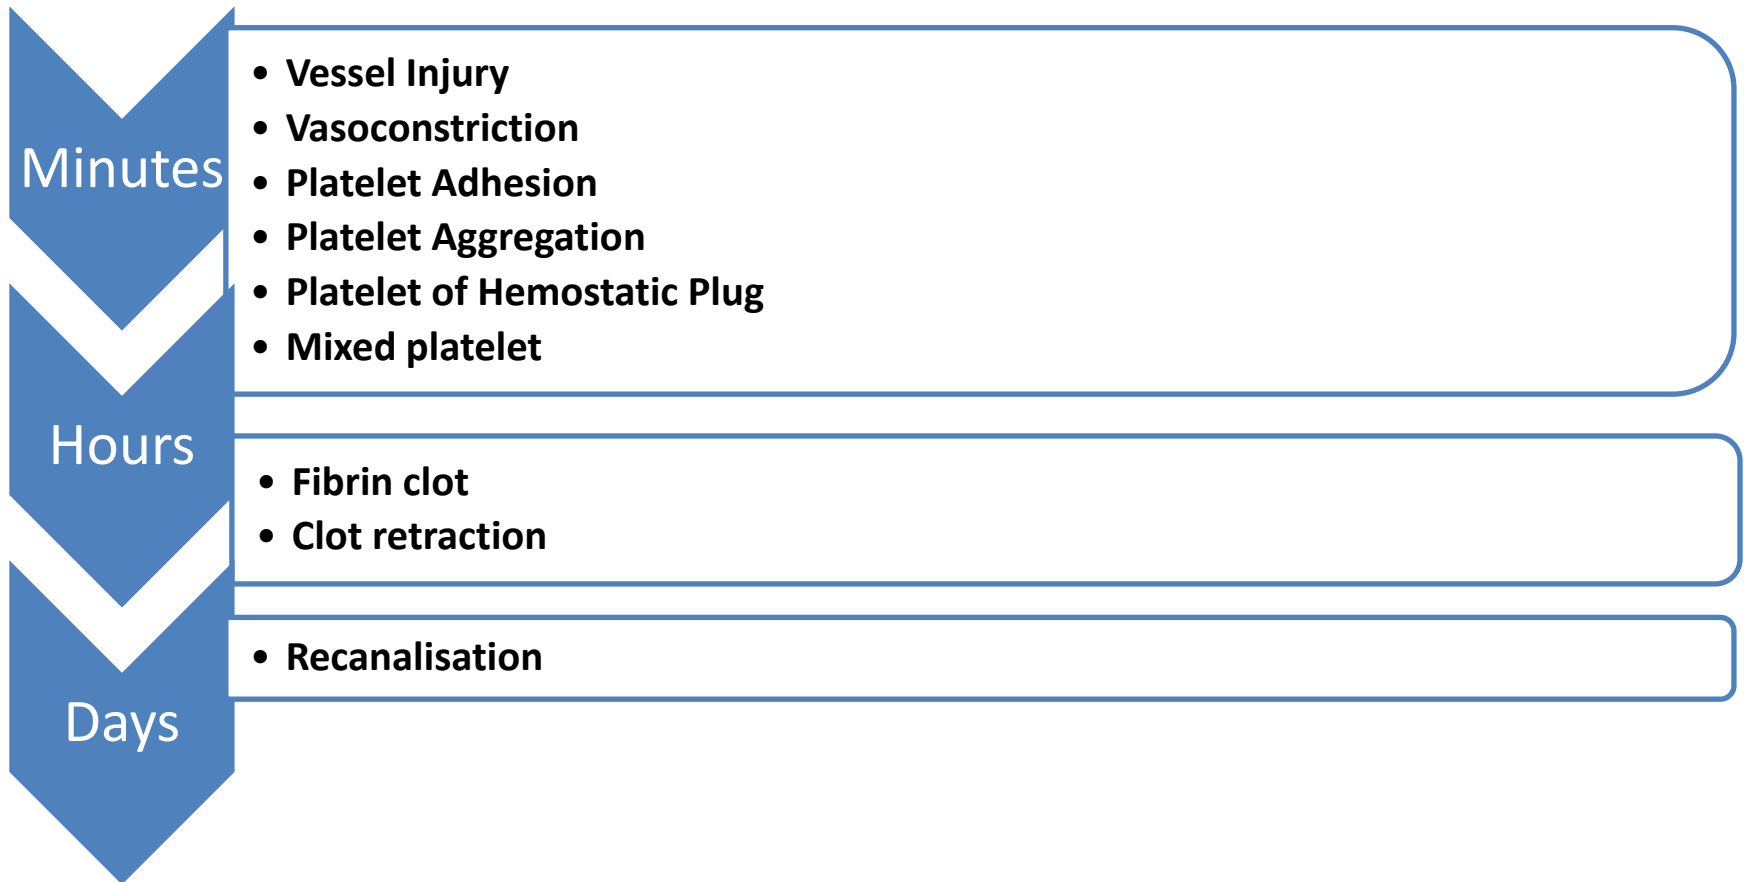 Minutes
• Vessel Injury
• Vasoconstriction
• Platelet Adhesion
• Platelet Aggregation
• Platelet of Hemostatic Plug
• Mixed platelet
Hours
• Fibrin clot
• Clot retraction
Days
• Recanalisation